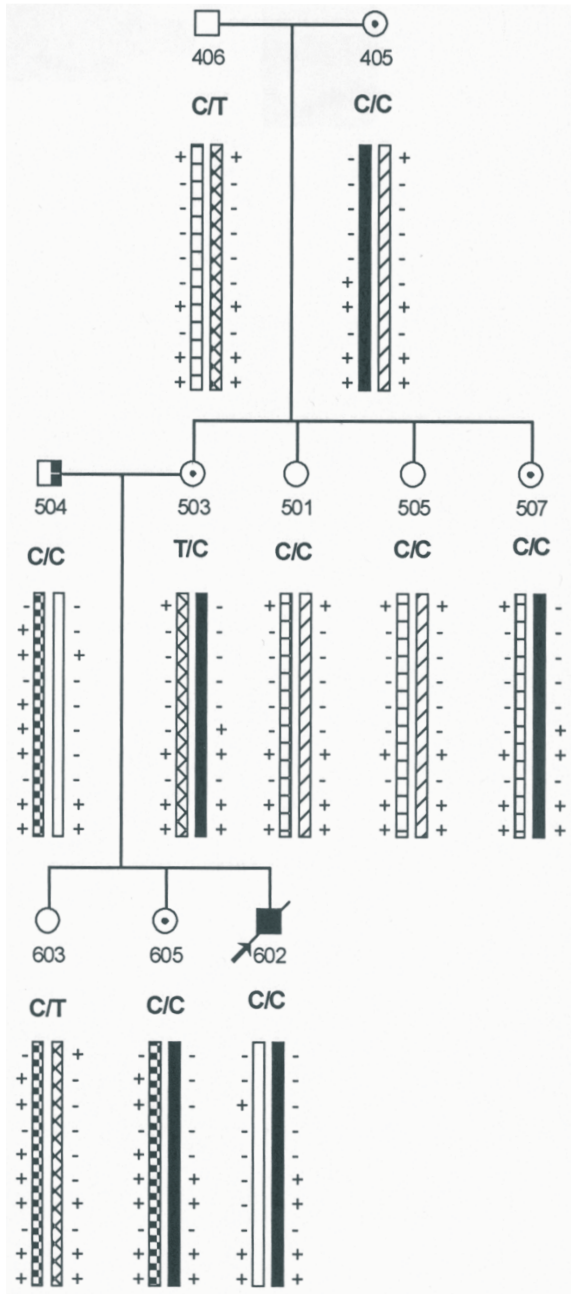 406 405
C/T C/C
+ + - +
- - - -
- - - -
- - - -
- - - -
- - + -
+ + + +
- - - -
+ + + +
+ + + +
504 503 501 505 507
C/C T/C C/C C/C C/C
- - + - + + + + + -
+ - - - - - - - - -
+ + - - - - - - - -
- - - - - - - - - -
+ - - - - - - - - -
+ - - + - - - - - +
+ + + + + + + + + +
- - - - - - - - - -
+ + + + + + + + + +
+ + + + + + + + + +
603 605 602
C/T C/C C/C
- + - - - -
+ - + - - -
+ - + - + -
- - - - - -
+ - + - - -
+ - + + - +
+ + + + + +
- - - - - -
+ + + + + +
+ + + + + +